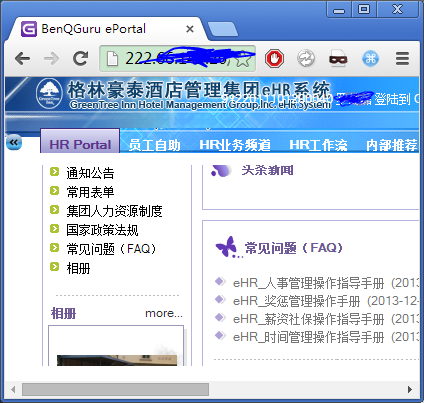 BenQGuru ePortal
格林豪泰酒店管理集团eHR系统
GreenTree Inn Hotel Management Group,Inc. eHR System
登陆到
HR Portal
员工自助
HR业务频道
HR工作流
内部推荐
通知公告
常用表单
集团人力资源制度
国家政策法规
常见问题（FAQ）
相册
相册
more...
头条新闻
常见问题（FAQ）
eHR_人事管理操作指导手册 (2013
eHR_奖惩管理操作手册 (2013-12-
eHR_薪资社保操作指导手册 (2013
eHR_时间管理操作指导手册 (2013